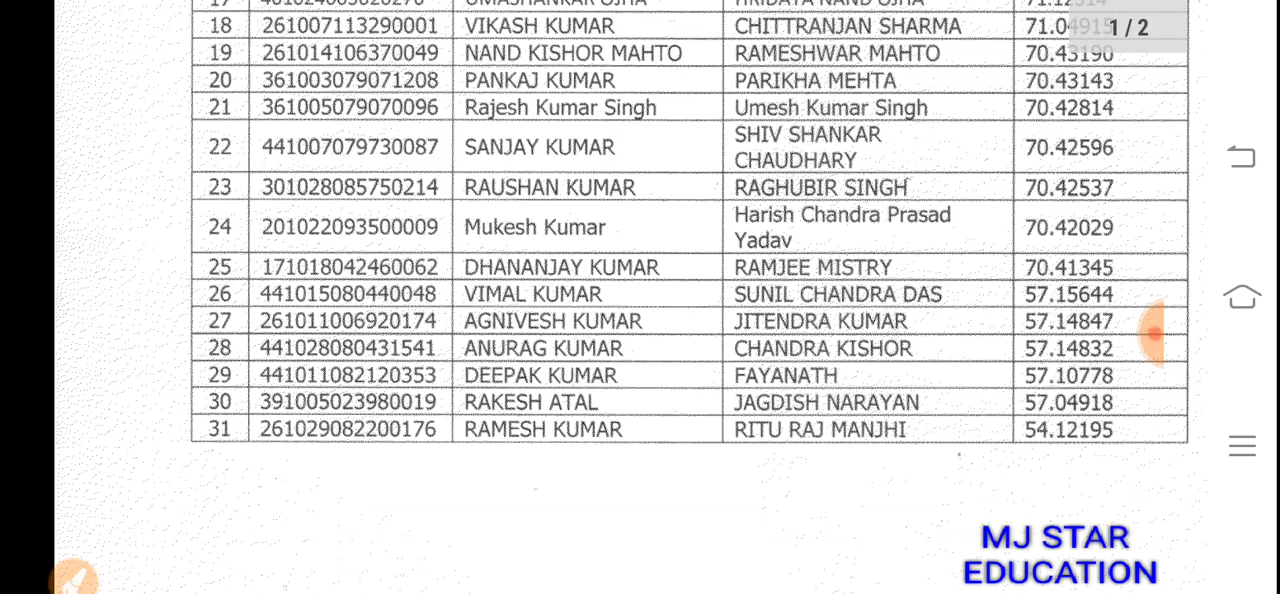 18 261007113290001 VIKASH KUMAR CHITTRANJAN SHARMA 71.04915
1 / 2
19 261014106370049 NAND KISHOR MAHTO RAMESHWAR MAHTO 70.43190
20 361003079071208 PANKAJ KUMAR PARIKHA MEHTA 70.43143
21 361005079070096 Rajesh Kumar Singh Umesh Kumar Singh 70.42814
22 441007079730087 SANJAY KUMAR SHIV SHANKAR CHAUDHARY 70.42596
23 301028085750214 RAUSHAN KUMAR RAGHUBIR SINGH 70.42537
24 201022093500009 Mukesh Kumar Harish Chandra Prasad Yadav 70.42029
25 171018042460062 DHANANJAY KUMAR RAMJEE MISTRY 70.41345
26 441015080440048 VIMAL KUMAR SUNIL CHANDRA DAS 57.15644
27 261011006920174 AGNIVESH KUMAR JITENDRA KUMAR 57.14847
28 441028080431541 ANURAG KUMAR CHANDRA KISHOR 57.14832
29 441011082120353 DEEPAK KUMAR FAYANATH 57.10778
30 391005023980019 RAKESH ATAL JAGDISH NARAYAN 57.04918
31 261029082200176 RAMESH KUMAR RITU RAJ MANJHI 54.12195
MJ STAR
EDUCATION